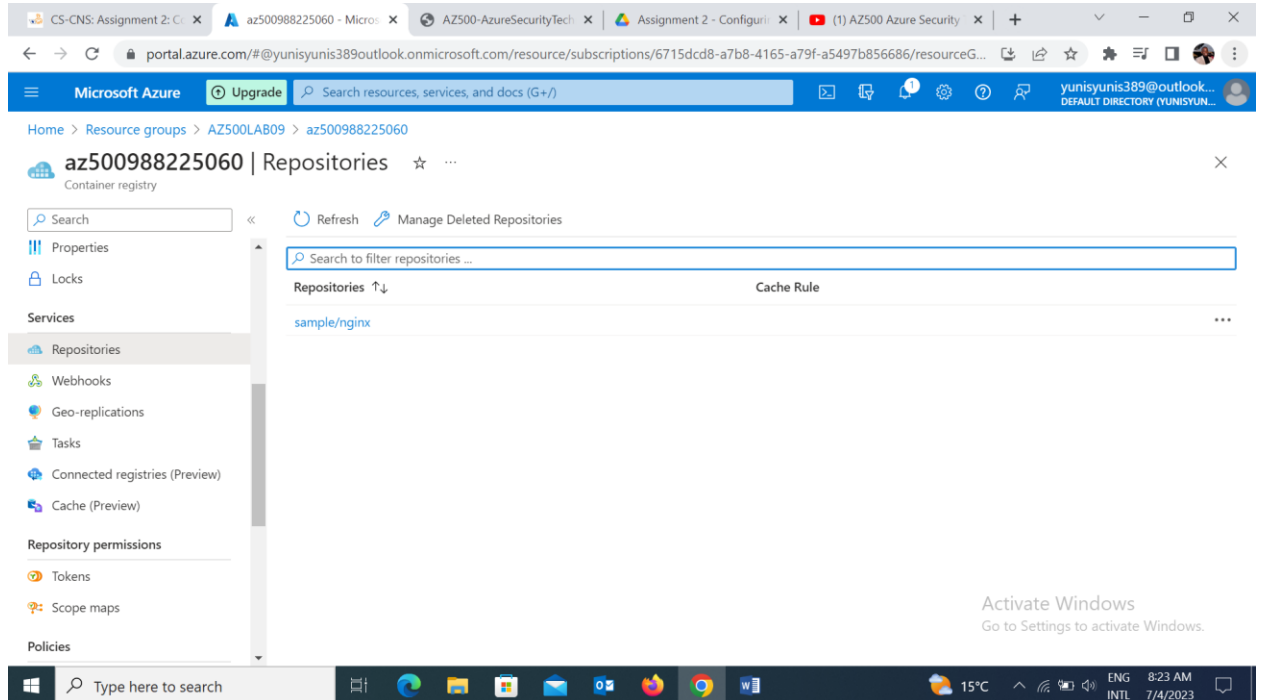 CS-CNS: Assignment 2: Co
az500988225060 - Micros
AZ500-AzureSecurityTech
Assignment 2 - Configurin
(1) AZ500 Azure Security
portal.azure.com/#@yunisyunis389outlook.onmicrosoft.com/resource/subscriptions/6715dcd8-a7b8-4165-a79f-a5497b856686/resourceG...
Microsoft Azure
Upgrade
Search resources, services, and docs (G+/)
1
yunisyunis389@outlook...
DEFAULT DIRECTORY (YUNISYUN...
Home > Resource groups > AZ500LAB09 > az500988225060
az500988225060 | Repositories
Container registry
Search
Refresh
Manage Deleted Repositories
Properties
Search to filter repositories ...
Locks
Repositories
Cache Rule
Services
sample/nginx
Repositories
Webhooks
Geo-replications
Tasks
Connected registries (Preview)
Cache (Preview)
Repository permissions
Tokens
Scope maps
Policies
Activate Windows
Go to Settings to activate Windows.
Type here to search
15°C
ENG
INTL
8:23 AM
7/4/2023